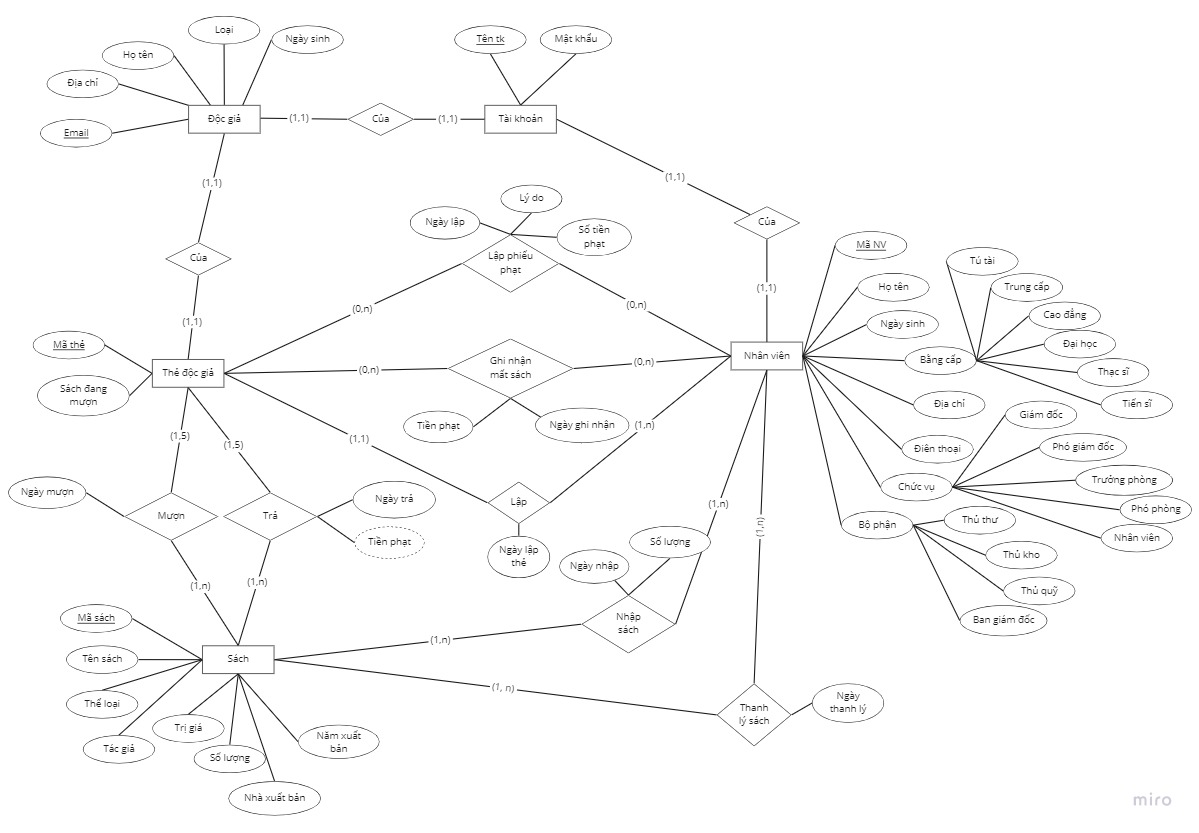 Loại
Họ tên
Ngày sinh
Tên tk
Mật khẩu
Địa chỉ
Email
Độc giả
(1,1)
Của
(1,1)
Tài khoản
(1,1)
(1,1)
Của
Của
(1,1)
(1,1)
Lý do
Ngày lập
Số tiền
phạt
Lập phiếu
phạt
(0,n)
(0,n)
Mã NV
Họ tên
Ngày sinh
Bằng cấp
Địa chỉ
Điên thoại
Chức vụ
Bộ phận
Tú tài
Trung cấp
Cao đẳng
Đại học
Thạc sĩ
Tiến sĩ
Giám đốc
Phó giám đốc
Trưởng phòng
Phó phòng
Nhân viên
Thủ thư
Thủ kho
Thủ quỹ
Ban giám đốc
Mã thẻ
Sách đang
mượn
Thẻ độc giả
(0,n)
Ghi nhận
mất sách
(0,n)
Nhân viên
Tiền phạt
Ngày ghi nhận
(1,5)
(1,5)
(1,1)
(1,n)
Ngày mượn
Mượn
Trả
Ngày trả
Tiền phạt
Lập
Ngày lập
thẻ
(1,n)
(1,n)
Số lượng
Ngày nhập
Nhập
sách
(1,n)
(1,n)
Mã sách
Tên sách
Thể loại
Tác giả
Trị giá
Số lượng
Nhà xuất bản
Năm xuất
bản
Sách
(1,n)
(1, n)
Thanh
lý sách
Ngày
thanh lý
miro